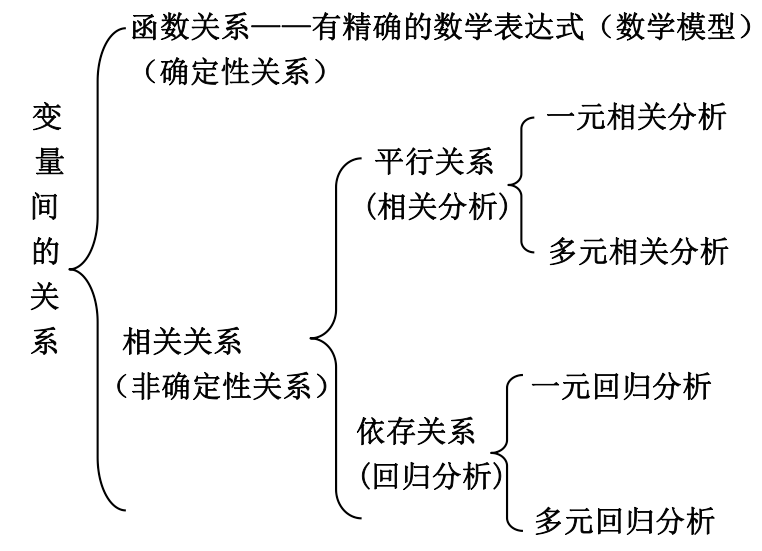 变量间的关系
函数关系——有精确的数学表达式（数学模型）
（确定性关系）
相关关系
（非确定性关系）
平行关系
(相关分析)
一元相关分析
多元相关分析
依存关系
(回归分析)
一元回归分析
多元回归分析